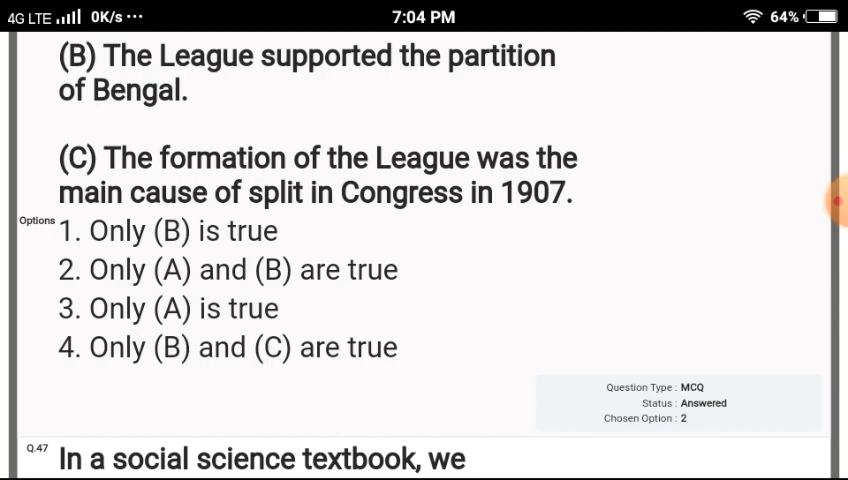 4G LTE 0K/s ... 7:04 PM 64%
(B) The League supported the partition
of Bengal.
(C) The formation of the League was the
main cause of split in Congress in 1907.
Options 1. Only (B) is true
2. Only (A) and (B) are true
3. Only (A) is true
4. Only (B) and (C) are true
Question Type : MCQ
Status : Answered
Chosen Option : 2
Q.47 In a social science textbook, we